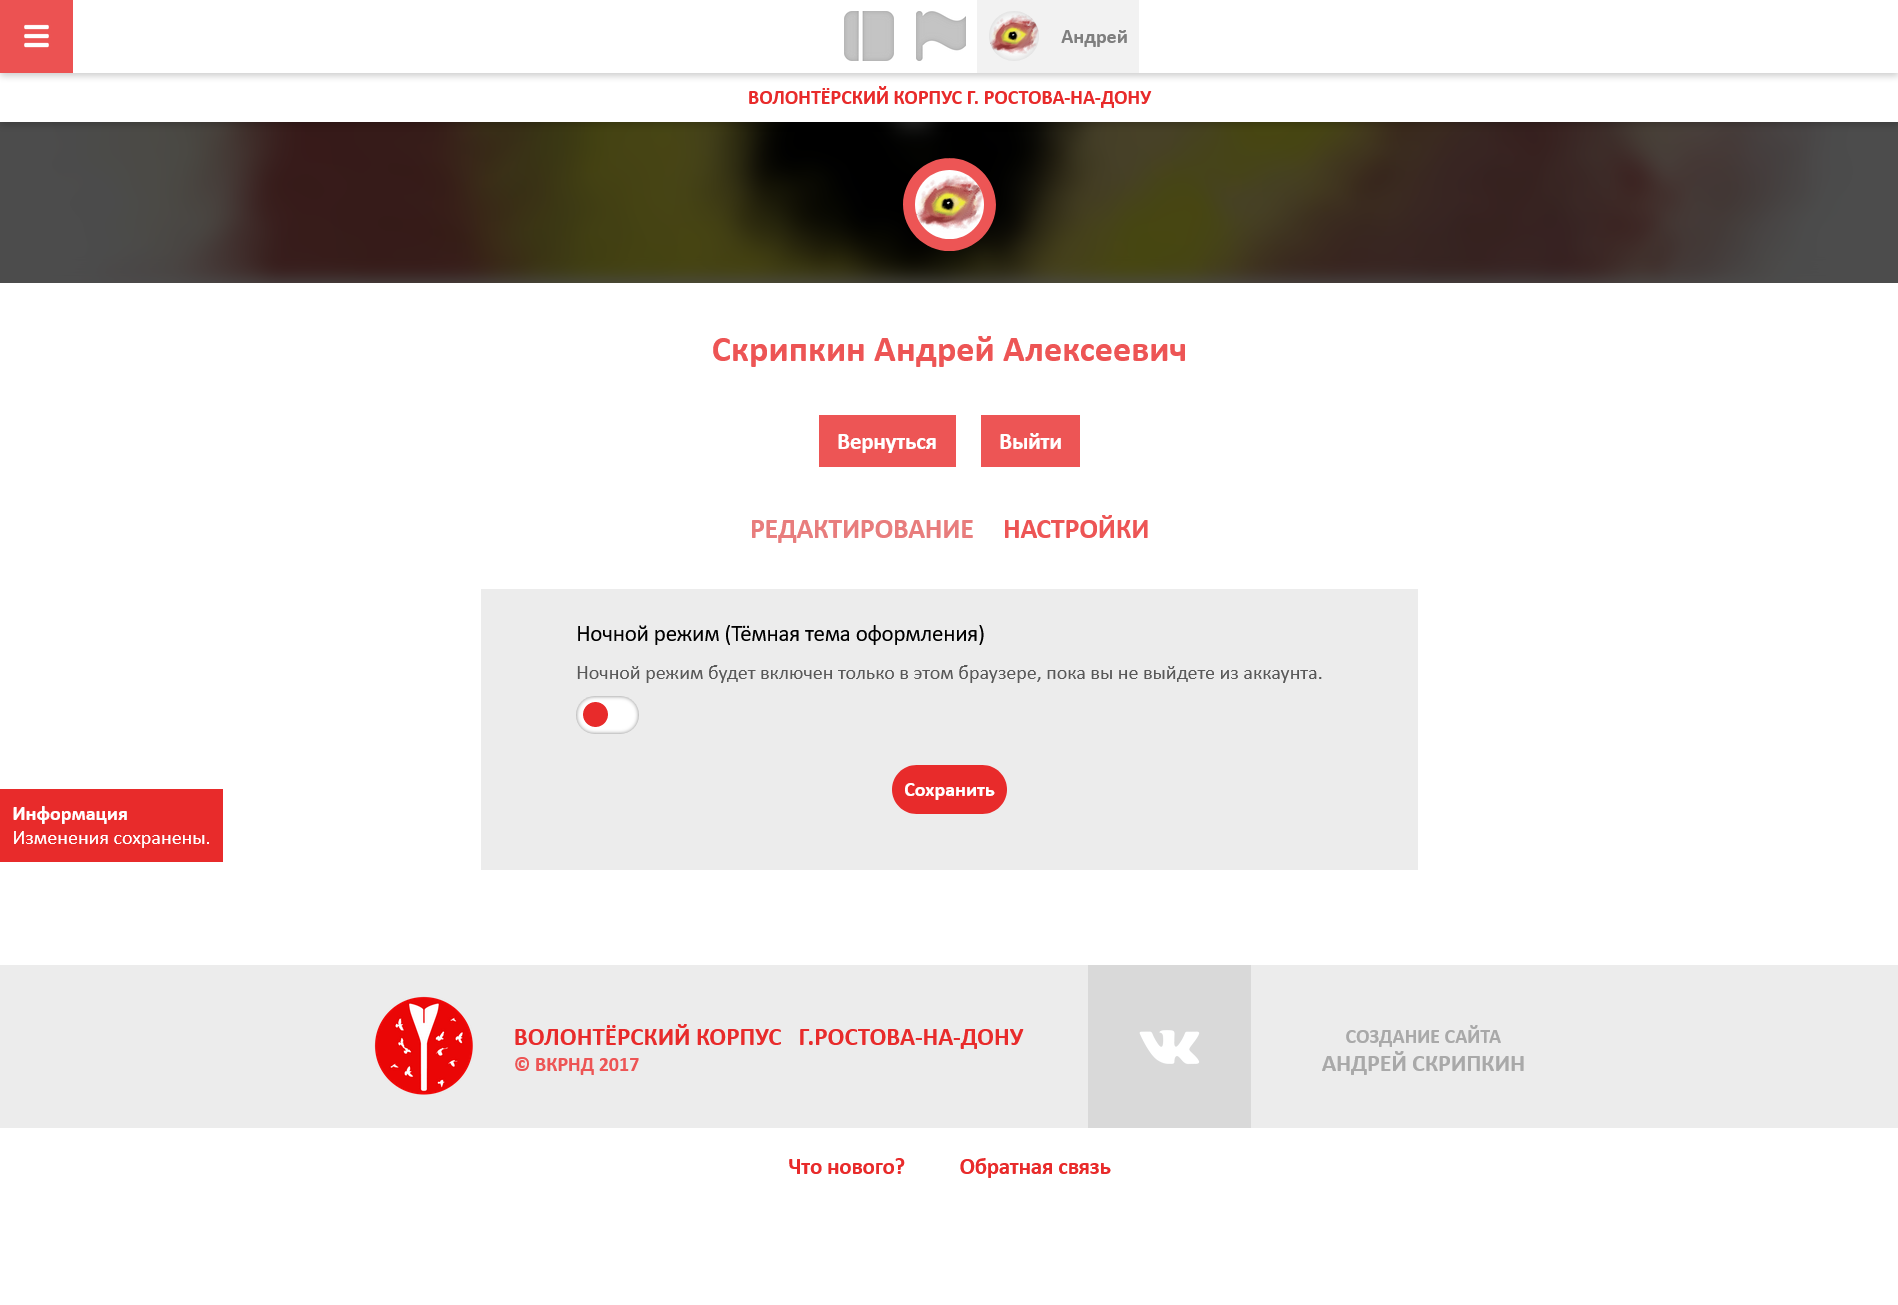 Андрей
ВОЛОНТЁРСКИЙ КОРПУС Г. РОСТОВА-НА-ДОНУ
Скрипкин Андрей Алексеевич
Вернуться Выйти
РЕДАКТИРОВАНИЕ НАСТРОЙКИ
Ночной режим (Тёмная тема оформления)
Ночной режим будет включен только в этом браузере, пока вы не выйдете из аккаунта.
Сохранить
Информация
Изменения сохранены.
ВОЛОНТЁРСКИЙ КОРПУС Г.РОСТОВА-НА-ДОНУ
© ВКРНД 2017
СОЗДАНИЕ САЙТА
АНДРЕЙ СКРИПКИН
Что нового? Обратная связь